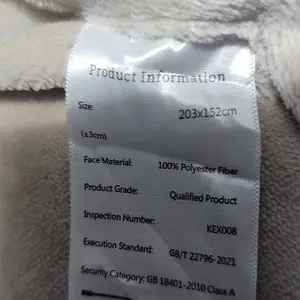 Product Information
Size: 203x152cm
(±3cm)
Face Material: 100% Polyester Fiber
Product Grade: Qualified Product
Inspection Number: KEX008
Execution Standard: GB/T 22796-2021
Security Category: GB 18401-2010 Class A